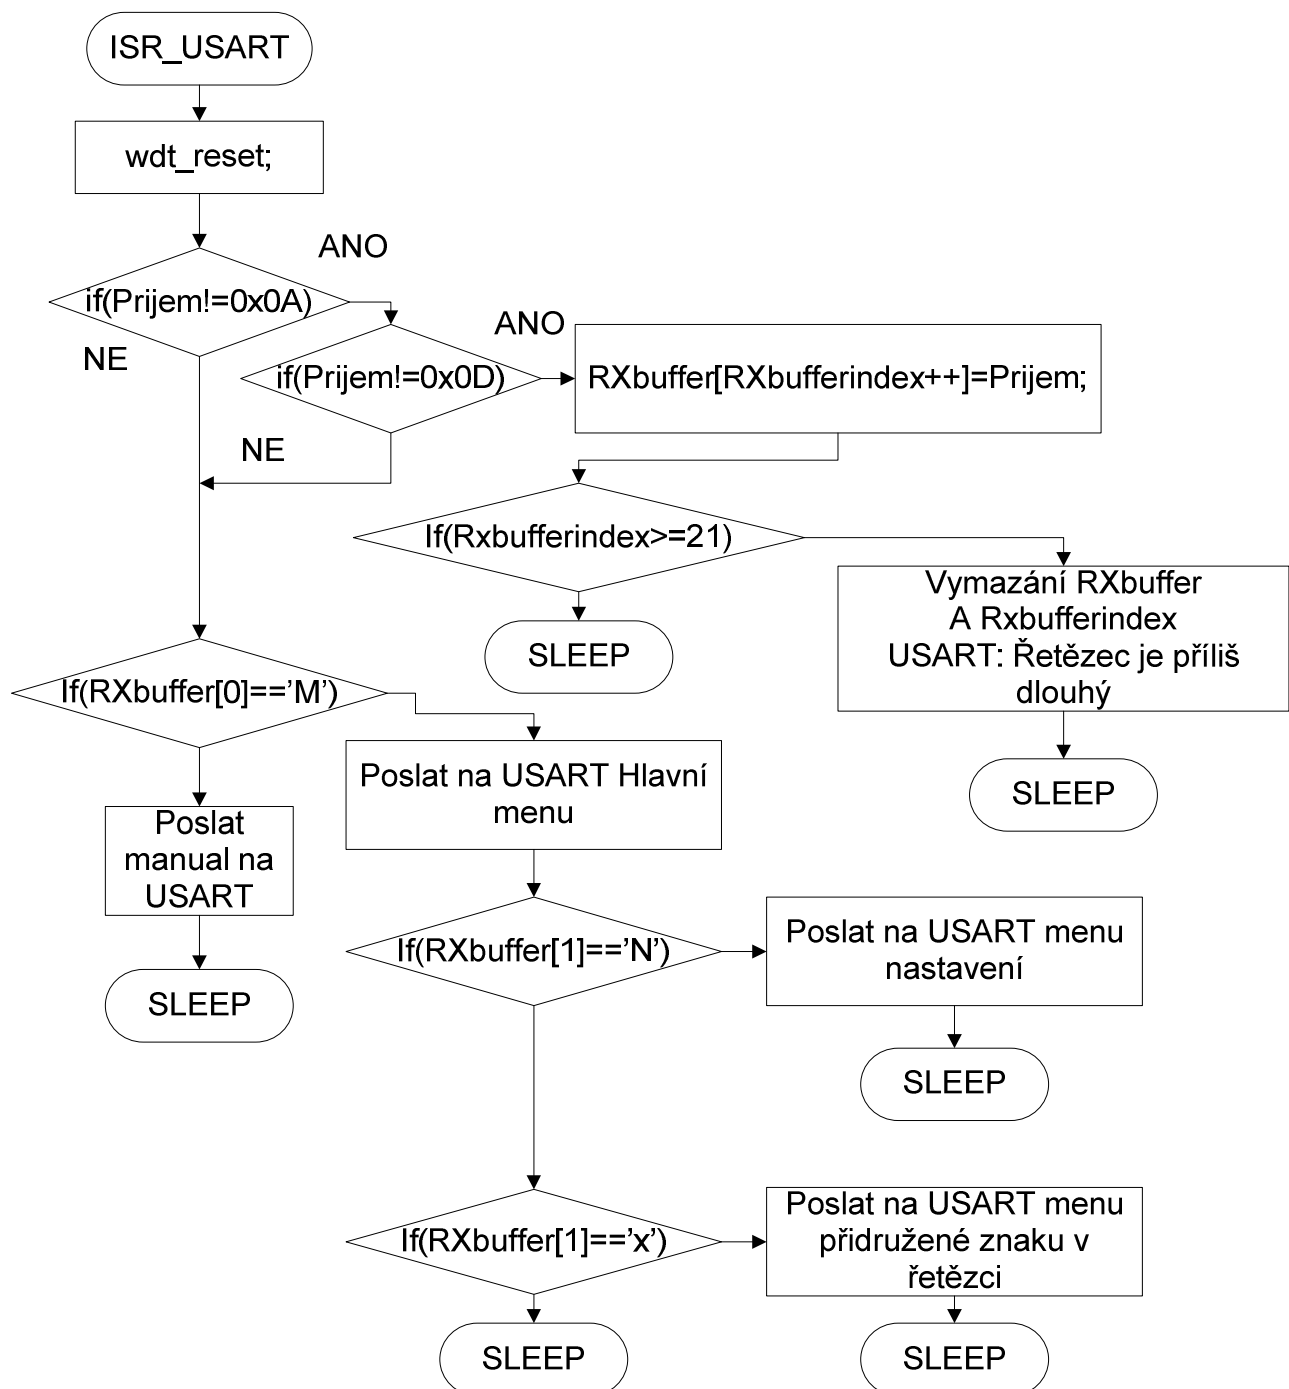 ISR_USART
wdt_reset;
ANO
if(Prijem!=0x0A)
NE
ANO
if(Prijem!=0x0D)
RXbuffer[RXbufferindex++]=Prijem;
NE
If(Rxbufferindex>=21)
Vymazání RXbuffer
A Rxbufferindex
USART: Řetězec je příliš
dlouhý
SLEEP
SLEEP
If(RXbuffer[0]==’M’)
Poslat na USART Hlavní
menu
Poslat
manual na
USART
SLEEP
If(RXbuffer[1]==’N’)
Poslat na USART menu
nastavení
SLEEP
If(RXbuffer[1]==’x’)
Poslat na USART menu
přidružené znaku v
řetězci
SLEEP
SLEEP